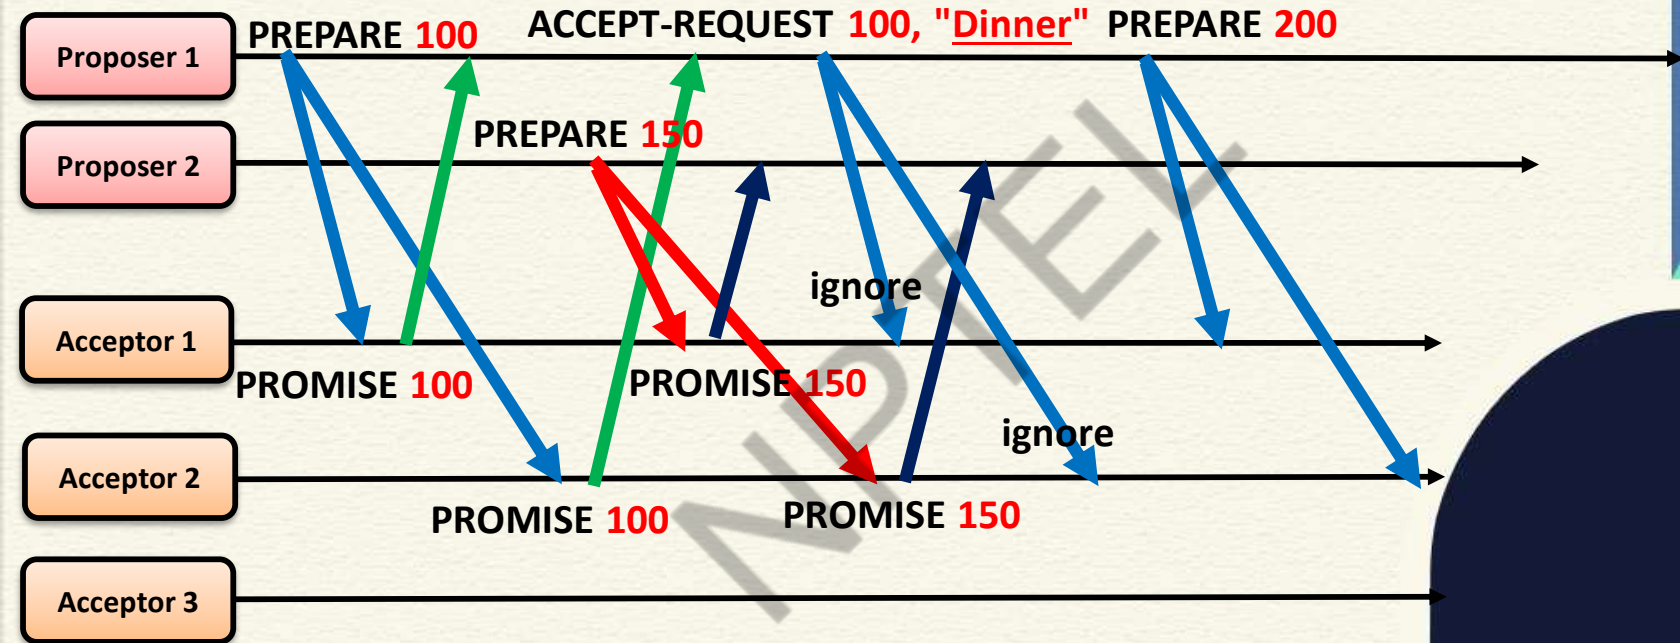 PREPARE 100 ACCEPT-REQUEST 100, "Dinner" PREPARE 200
Proposer 1
PREPARE 150
Proposer 2
ignore
Acceptor 1
PROMISE 100 PROMISE 150
ignore
Acceptor 2
PROMISE 100 PROMISE 150
Acceptor 3
NPTEL